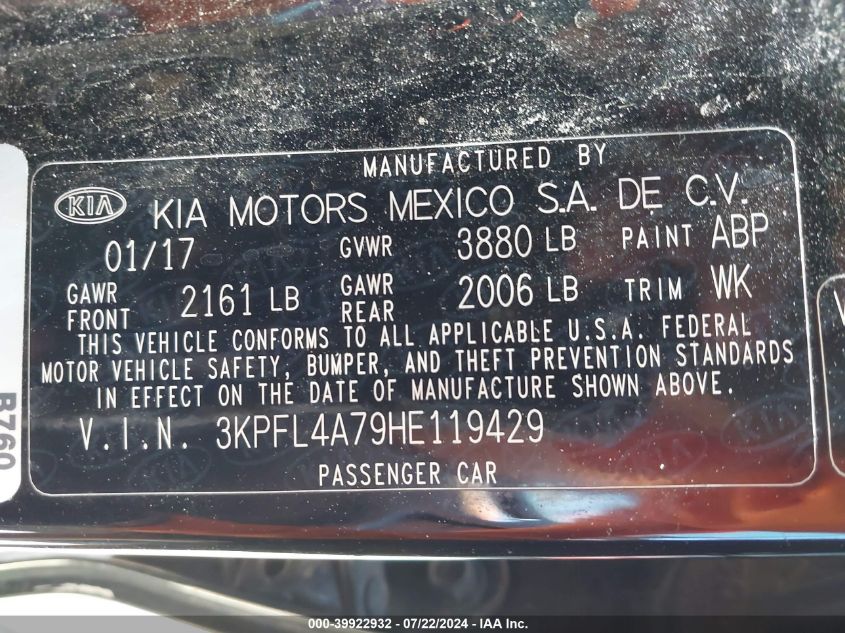 MANUFACTURED BY
KIA KIA MOTORS MEXICO S.A. DE C.V.
01/17 GVWR 3880 LB PAINT ABP
GAWR FRONT 2161 LB GAWR REAR 2006 LB TRIM WK
THIS VEHICLE CONFORMS TO ALL APPLICABLE U.S.A. FEDERAL
MOTOR VEHICLE SAFETY, BUMPER, AND THEFT PREVENTION STANDARDS
IN EFFECT ON THE DATE OF MANUFACTURE SHOWN ABOVE.
V.I.N. 3KPFL4A79HE119429
PASSENGER CAR
B760
000-39922932 - 07/22/2024 - IAA Inc.